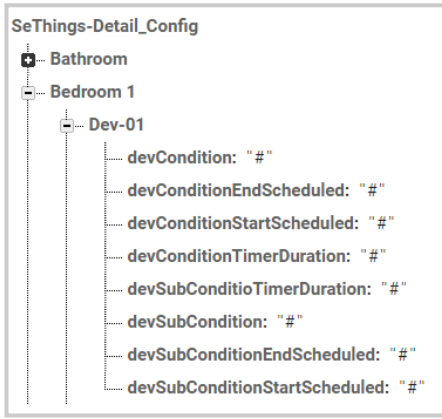 SeThings-Detail_Config
Bathroom
Bedroom 1
Dev-01
devCondition: "#"
devConditionEndScheduled: "#"
devConditionStartScheduled: "#"
devConditionTimerDuration: "#"
devSubConditioTimerDuration: "#"
devSubCondition: "#"
devSubConditionEndScheduled: "#"
devSubConditionStartScheduled: "#"